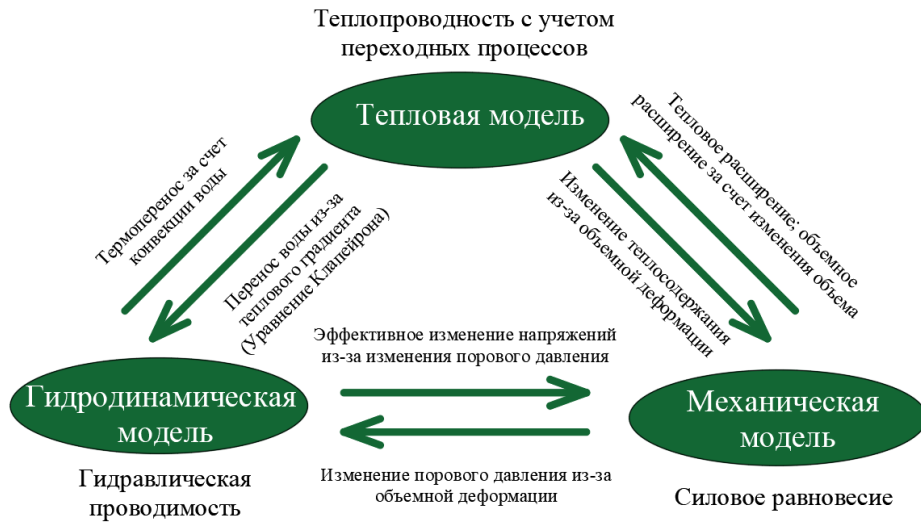 Теплопроводность с учетом
переходных процессов
Тепловая модель
Термоперенос за счет
конвекции воды
Перенос воды из-за
теплового градиента
(Уравнение Клапейрона)
Изменение теплосодержания
из-за объемной деформации
Тепловое расширение; объемное
расширение за счет изменения объема
Эффективное изменение напряжений
из-за изменения порового давления
Гидродинамическая
модель
Механическая
модель
Изменение порового давления из-за
объемной деформации
Гидравлическая
проводимость
Силовое равновесие